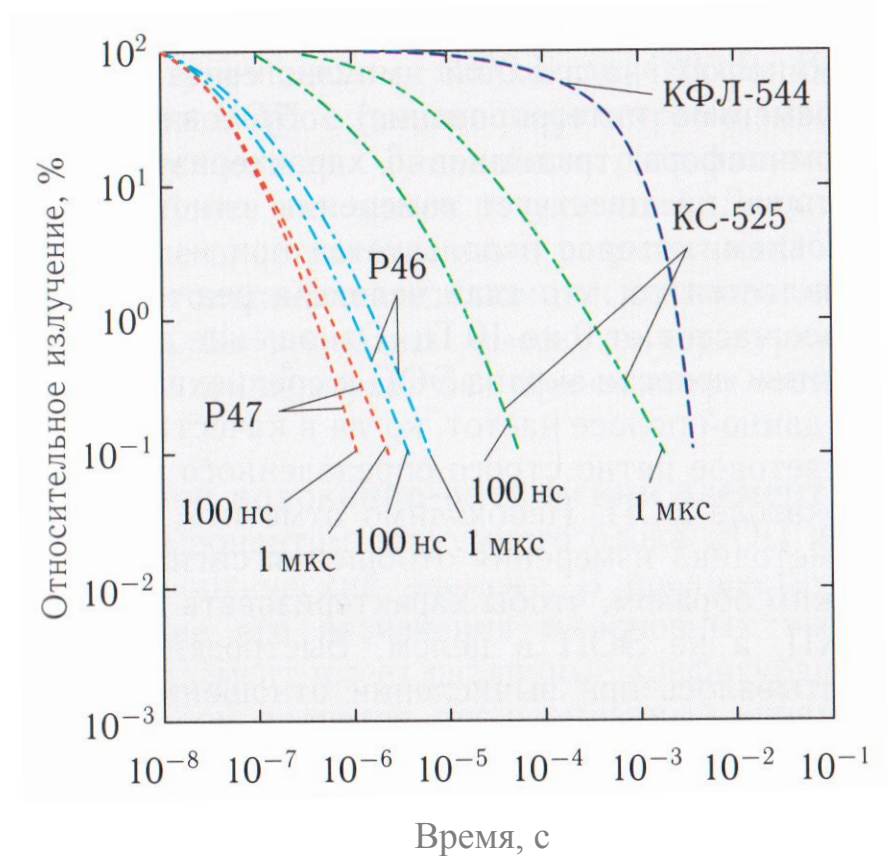 Относительное излучение, %
10²
10¹
10⁰
10⁻¹
10⁻²
10⁻³
КФЛ-544
КС-525
Р46
Р47
100 нс
1 мкс
100 нс
1 мкс
100 нс
1 мкс
10⁻⁸ 10⁻⁷ 10⁻⁶ 10⁻⁵ 10⁻⁴ 10⁻³ 10⁻² 10⁻¹
Время, с